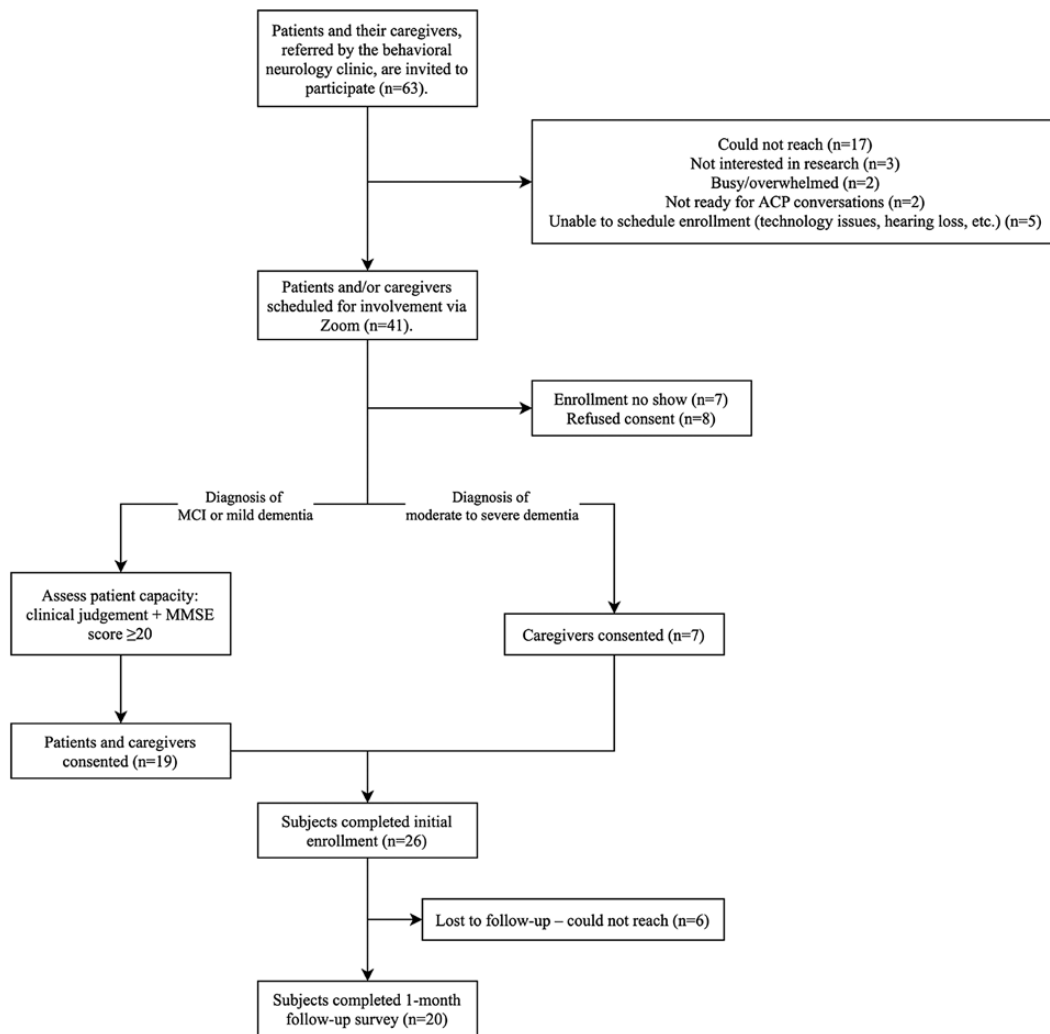 Patients and their caregivers,
referred by the behavioral
neurology clinic, are invited to
participate (n=63).
Could not reach (n=17)
Not interested in research (n=3)
Busy/overwhelmed (n=2)
Not ready for ACP conversations (n=2)
Unable to schedule enrollment (technology issues, hearing loss, etc.) (n=5)
Patients and/or caregivers
scheduled for involvement via
Zoom (n=41).
Enrollment no show (n=7)
Refused consent (n=8)
Diagnosis of
MCI or mild dementia
Diagnosis of
moderate to severe dementia
Assess patient capacity:
clinical judgement + MMSE
score ≥20
Caregivers consented (n=7)
Patients and caregivers
consented (n=19)
Subjects completed initial
enrollment (n=26)
Lost to follow-up – could not reach (n=6)
Subjects completed 1-month
follow-up survey (n=20)